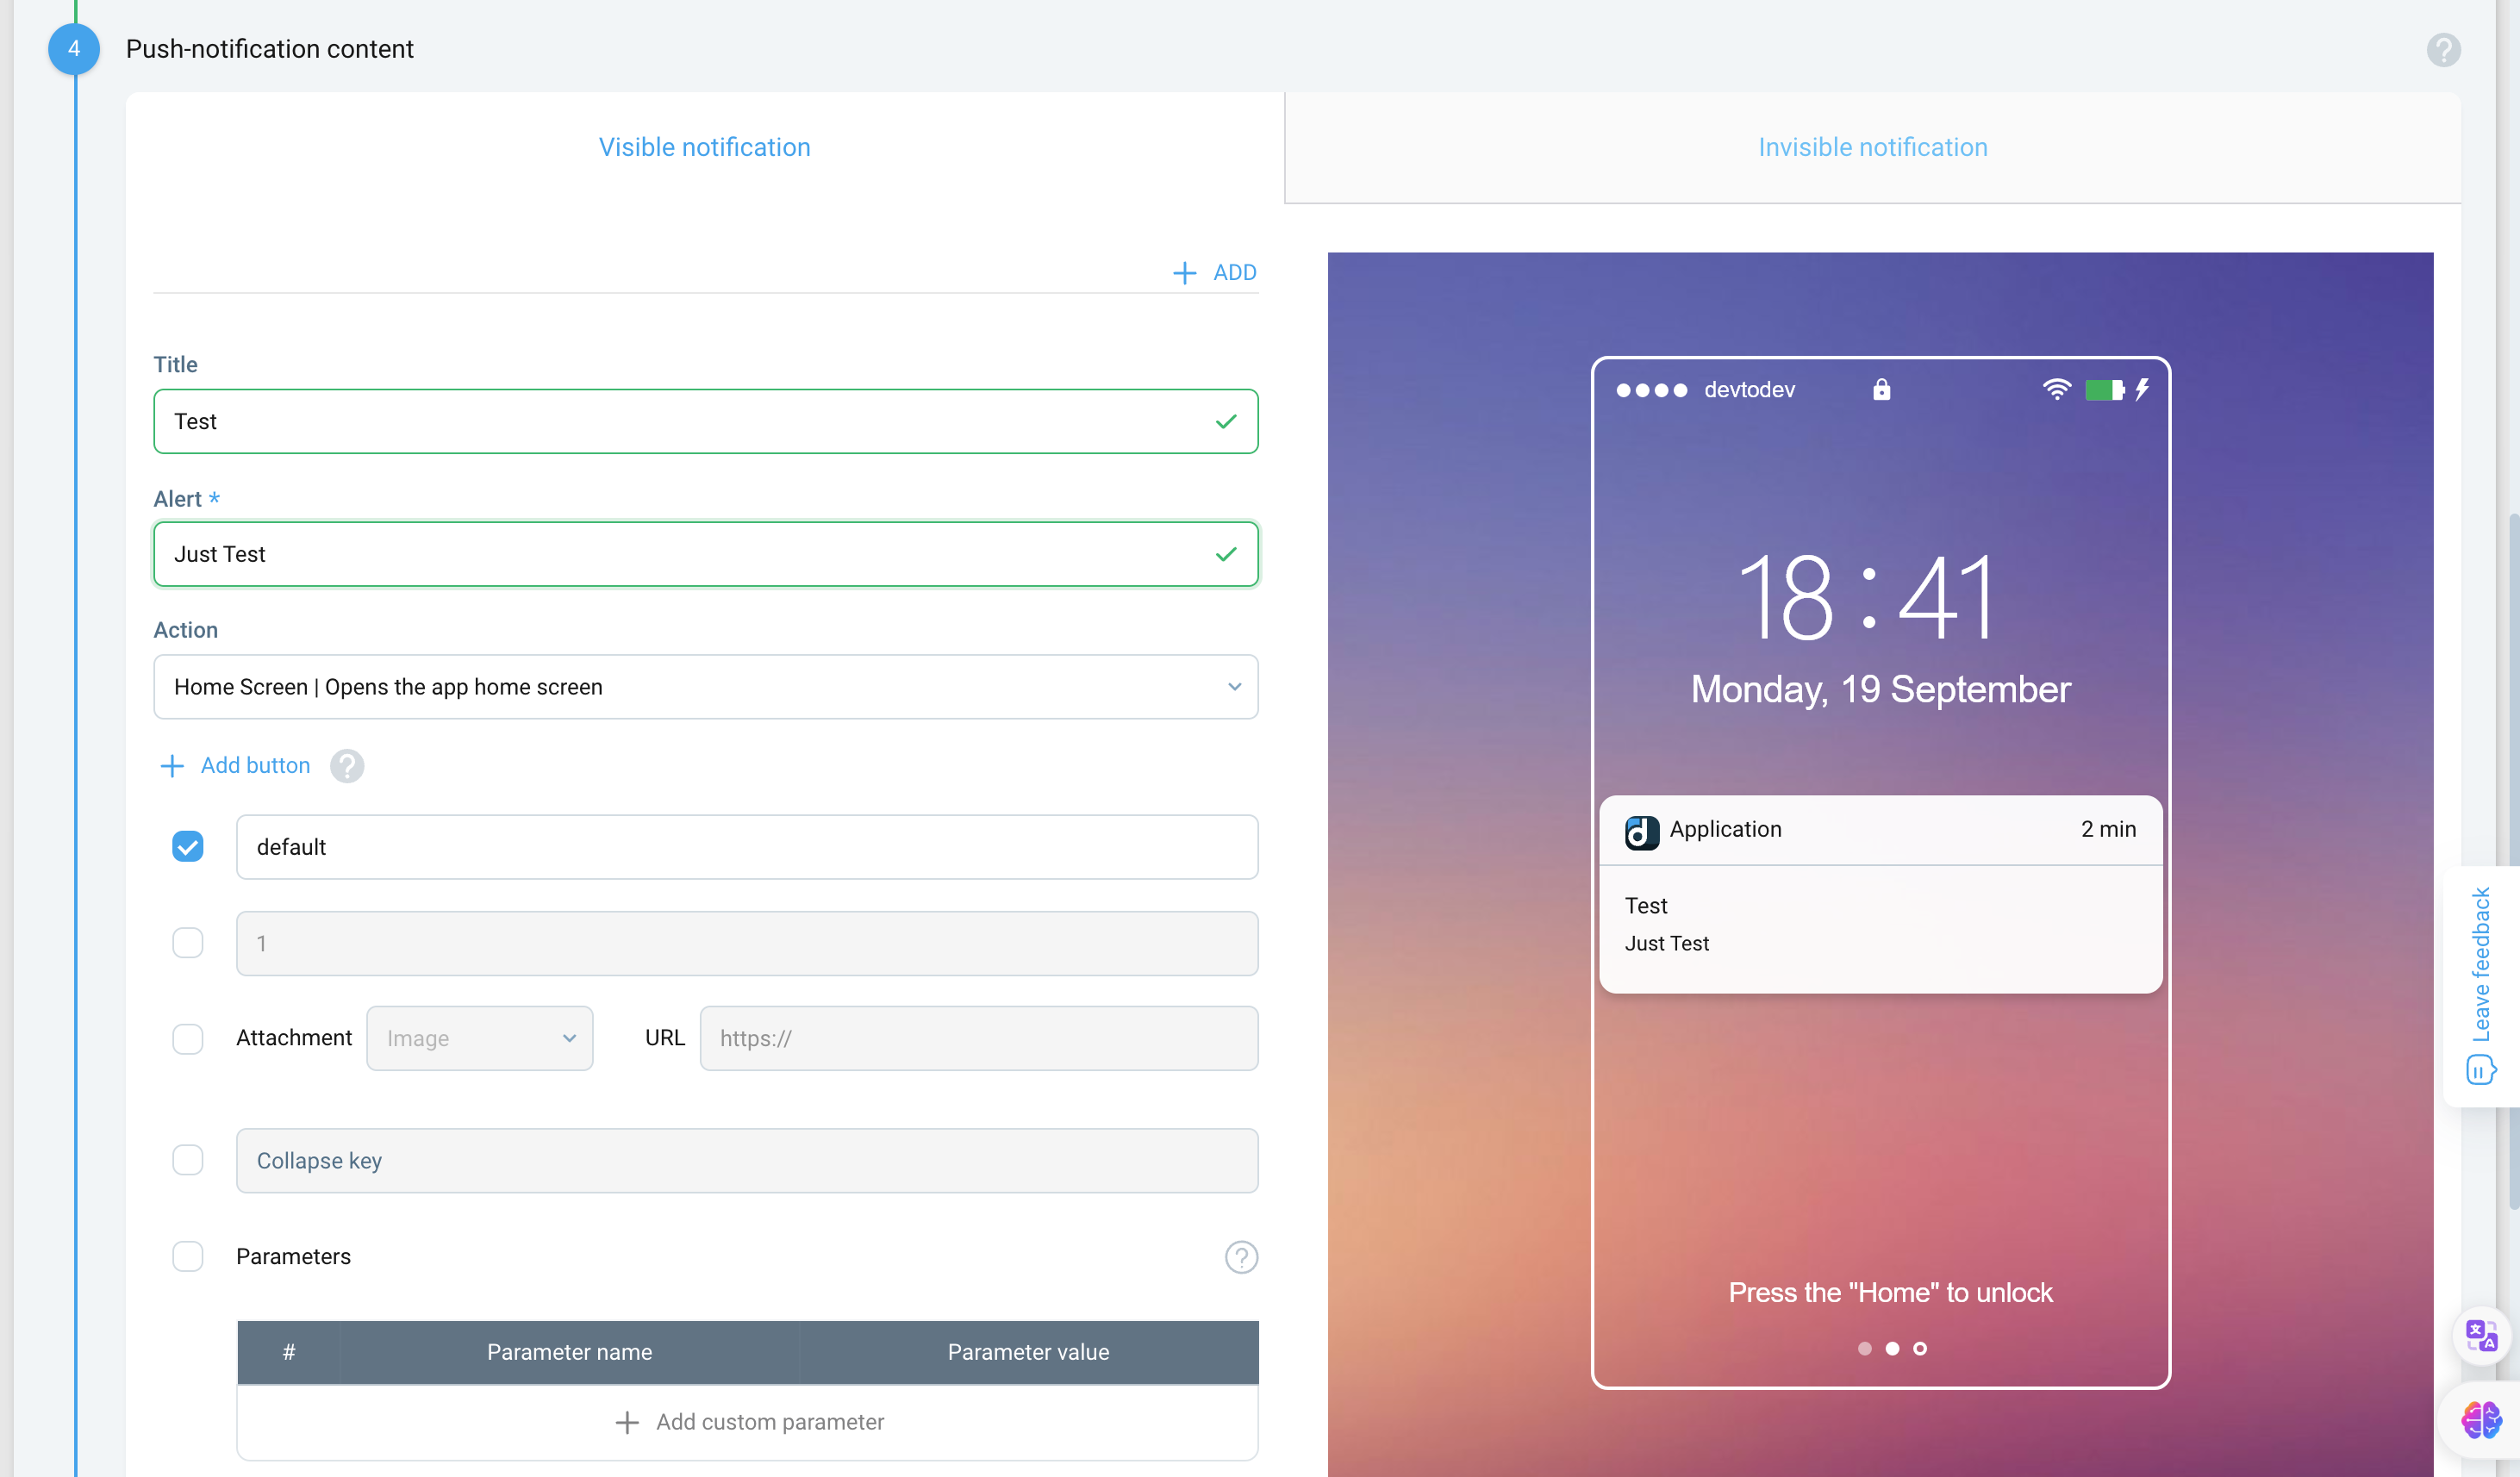 4
Push-notification content
?
Visible notification
Invisible notification
ADD
Title
Test
Alert *
Just Test
Action
Home Screen | Opens the app home screen
Add button
?
default
1
Attachment
Image
URL
https://
Collapse key
Parameters
?
#
Parameter name
Parameter value
Add custom parameter
devtodev
18:41
Monday, 19 September
Application
2 min
Test
Just Test
Press the "Home" to unlock
Leave feedback